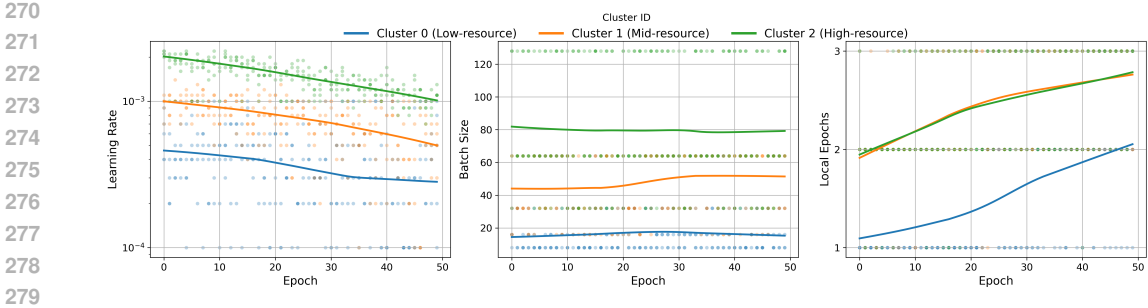 270
271
272
273
274
275
276
277
278
279
Cluster ID
Cluster 0 (Low-resource) Cluster 1 (Mid-resource) Cluster 2 (High-resource)
Learning Rate
10⁻³
10⁻⁴
0 10 20 30 40 50
Epoch
Batch Size
120
100
80
60
40
20
0 10 20 30 40 50
Epoch
Local Epochs
3
2
1
0 10 20 30 40 50
Epoch